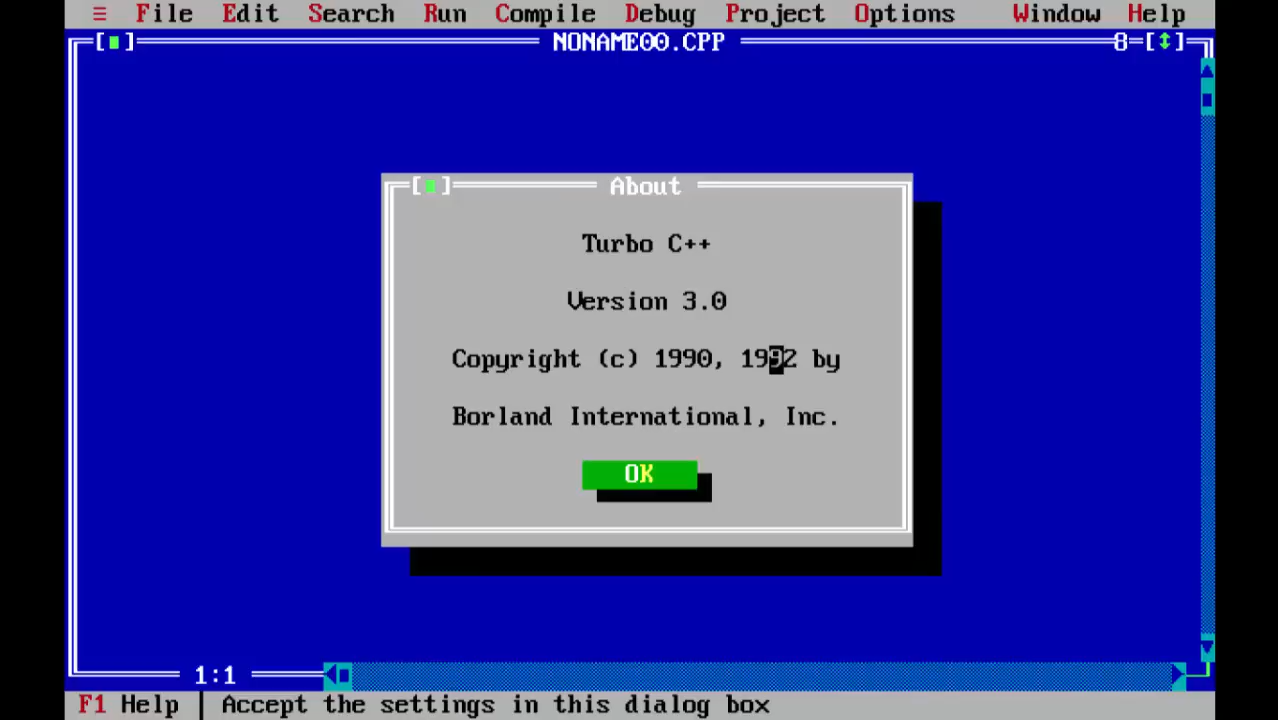 ≡ File Edit Search Run Compile Debug Project Options Window Help
[■] NONAME00.CPP 8=[↕]
[■] About
Turbo C++
Version 3.0
Copyright (c) 1990, 1992 by
Borland International, Inc.
OK
1:1
F1 Help │ Accept the settings in this dialog box